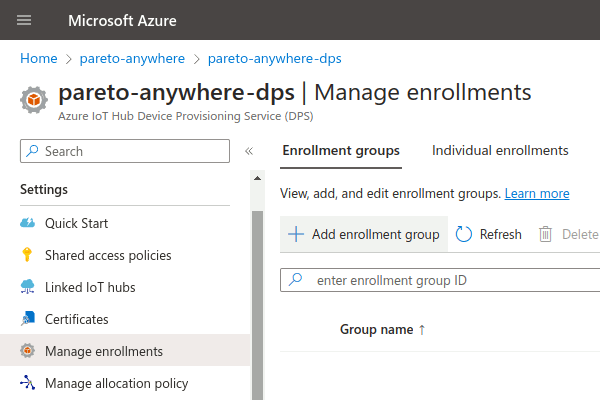 Microsoft Azure
Home > pareto-anywhere > pareto-anywhere-dps
pareto-anywhere-dps | Manage enrollments
Azure IoT Hub Device Provisioning Service (DPS)
Search «
Enrollment groups Individual enrollments
Settings
View, add, and edit enrollment groups. Learn more
Quick Start
Add enrollment group Refresh Delete
Shared access policies
enter enrollment group ID
Linked IoT hubs
Certificates
Group name ↑
Manage enrollments
Manage allocation policy